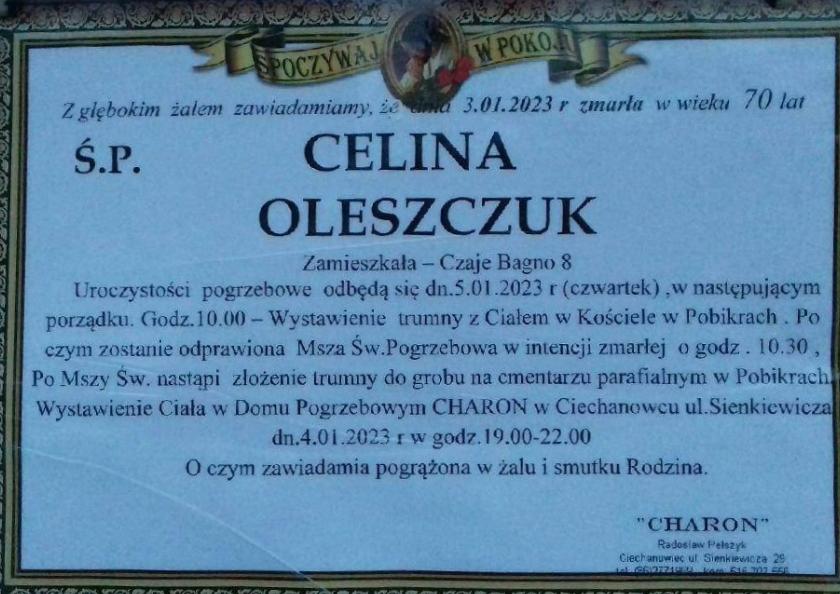 SPOCZYWAJ W POKOJU
Z głębokim żalem zawiadamiamy, że dnia 3.01.2023 r zmarła w wieku 70 lat
Ś.P. CELINA
OLESZCZUK
Zamieszkała – Czaje Bagno 8
Uroczystości pogrzebowe odbędą się dn.5.01.2023 r (czwartek) ,w następującym
porządku. Godz.10.00 – Wystawienie trumny z Ciałem w Kościele w Pobikrach . Po
czym zostanie odprawiona Msza Św.Pogrzebowa w intencji zmarłej o godz . 10.30 ,
Po Mszy Św. nastąpi złożenie trumny do grobu na cmentarzu parafialnym w Pobikrach
Wystawienie Ciała w Domu Pogrzebowym CHARON w Ciechanowcu ul.Sienkiewicza
dn.4.01.2023 r w godz.19.00-22.00
O czym zawiadamia pogrążona w żalu i smutku Rodzina.
"CHARON"
Radosław Pełszyk
Ciechanowiec ul. Sienkiewicza 29